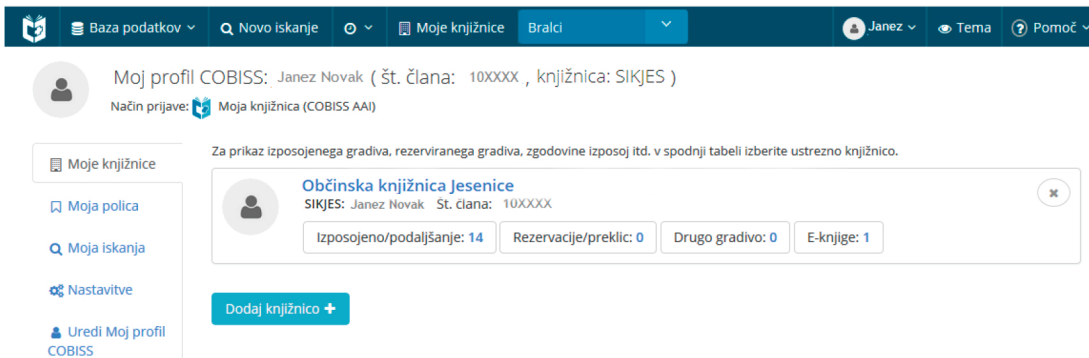 Baza podatkov Novo iskanje Moje knjižnice Bralci Janez Tema Pomoč
Moj profil COBISS: Janez Novak ( št. člana: 10XXXX , knjižnica: SIKJES )
Način prijave: Moja knjižnica (COBISS AAI)
Moje knjižnice
Moja polica
Moja iskanja
Nastavitve
Uredi Moj profil
COBISS
Za prikaz izposojenega gradiva, rezerviranega gradiva, zgodovine izposoj itd. v spodnji tabeli izberite ustrezno knjižnico.
Občinska knjižnica Jesenice
SIKJES: Janez Novak Št. člana: 10XXXX
Izposojeno/podaljšanje: 14 Rezervacije/preklic: 0 Drugo gradivo: 0 E-knjige: 1
Dodaj knjižnico +